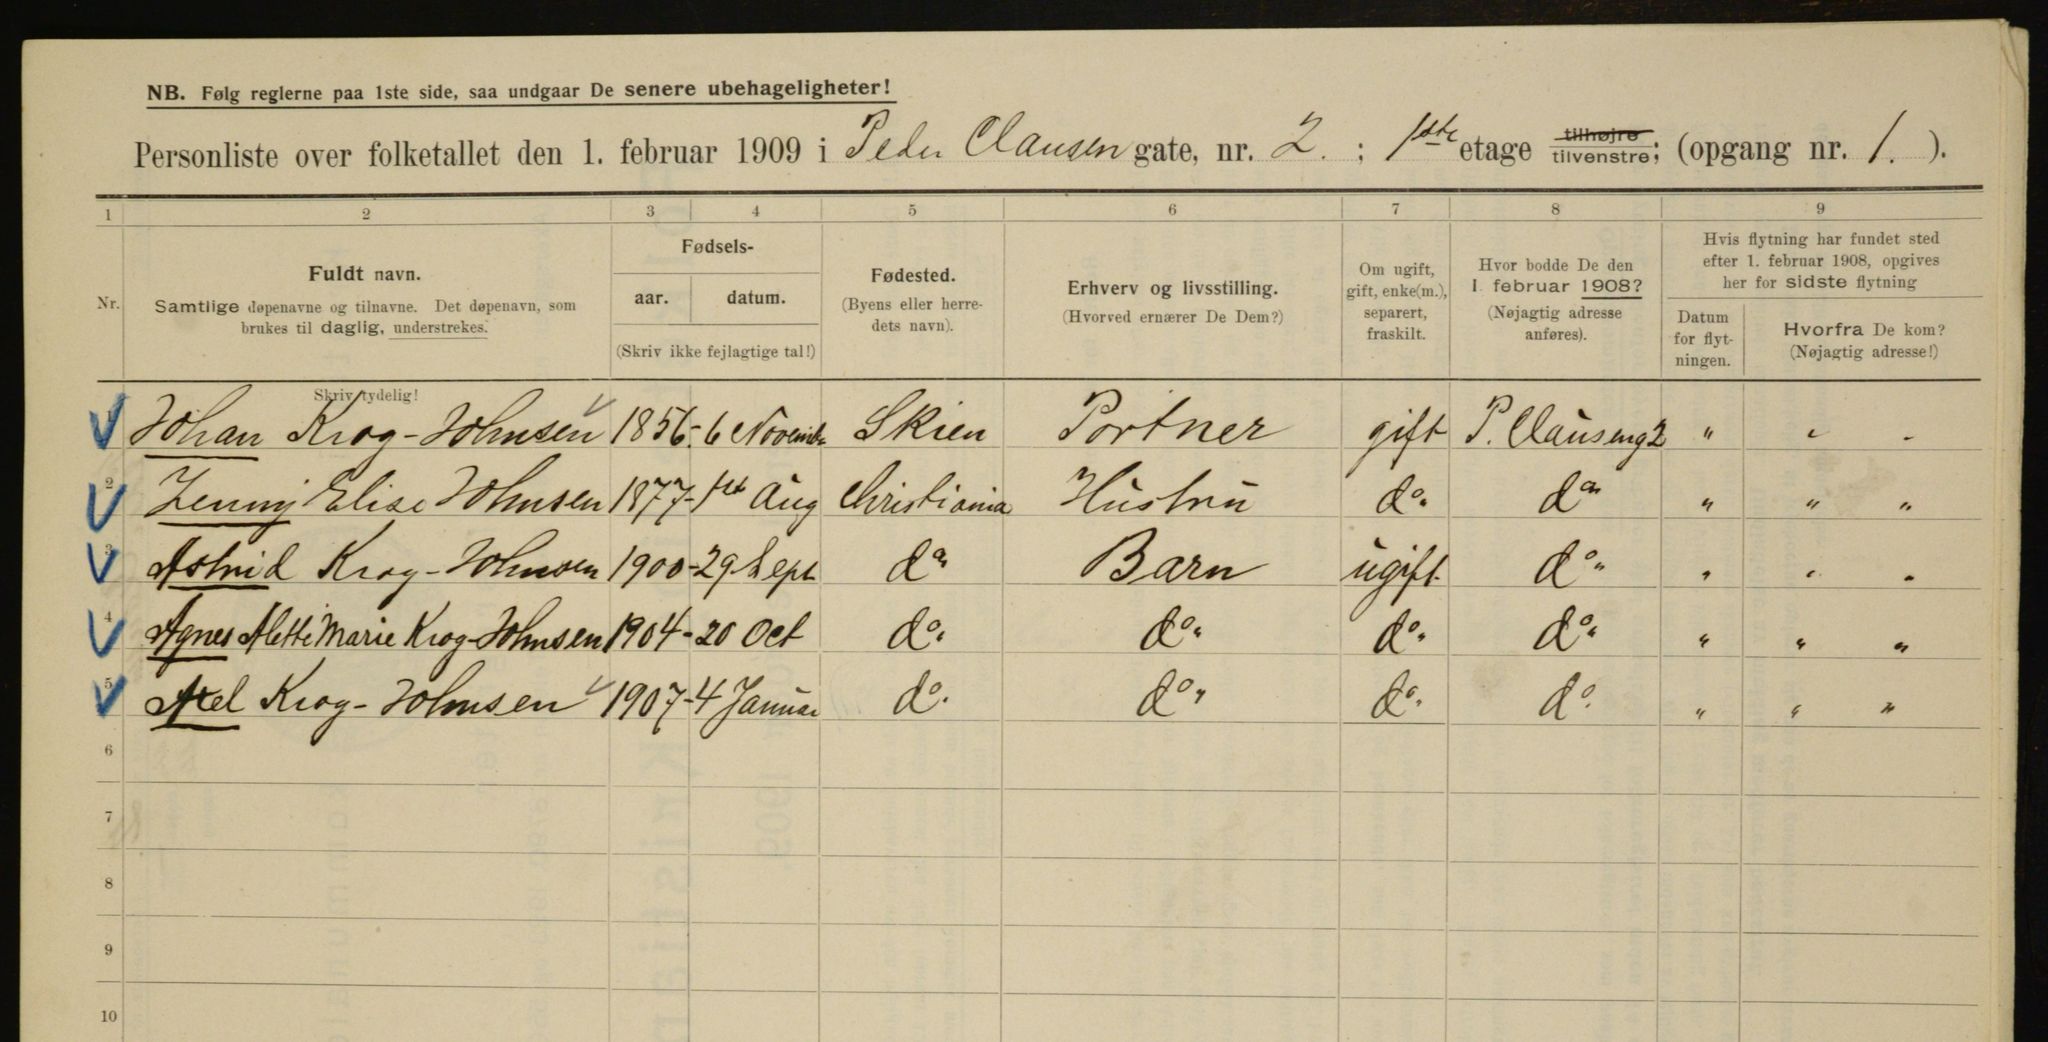 NB. Følg reglerne paa 1ste side, saa undgaar De senere ubehageligheter!
Personliste over folketallet den 1. februar 1909 i Peder Clausen gate, nr. 2. ; 1ste etage tilhøjre tilvenstre; (opgang nr. 1. ).
1 2 3 4 5 6 7 8 9
Nr.
Fuldt navn.
Samtlige døpenavne og tilnavne. Det døpenavn, som
brukes til daglig, understrekes.
Skriv tydelig!
Fødsels-
aar. datum.
(Skriv ikke fejlagtige tal!)
Fødested.
(Byens eller herre-
dets navn).
Erhverv og livsstilling.
(Hvorved ernærer De Dem?)
Om ugift,
gift, enke(m.),
separert,
fraskilt.
Hvor bodde De den
1. februar 1908?
(Nøjagtig adresse
anføres).
Hvis flytning har fundet sted
efter 1. februar 1908, opgives
her for sidste flytning
Datum
for flyt-
ningen.
Hvorfra De kom?
(Nøjagtig adresse!)
1 Johan Krog-Johnsen 1856- 6 Novembr Skien Portner gift P. Clauseng 2 " " "
2 Jenny Elise Johnsen 1877- 1st Aug Christiania Hustru do" do" " " "
3 Astrid Krog-Johnsen 1900- 29 Sept do" Barn ugift do" " " "
4 Agnes Alette Marie Krog-Johnsen 1904- 20 Oct do. do" do" do" " " "
5 Axel Krog-Johnsen 1907- 4 Januar do. do" do" do. " " "
6
7
8
9
10